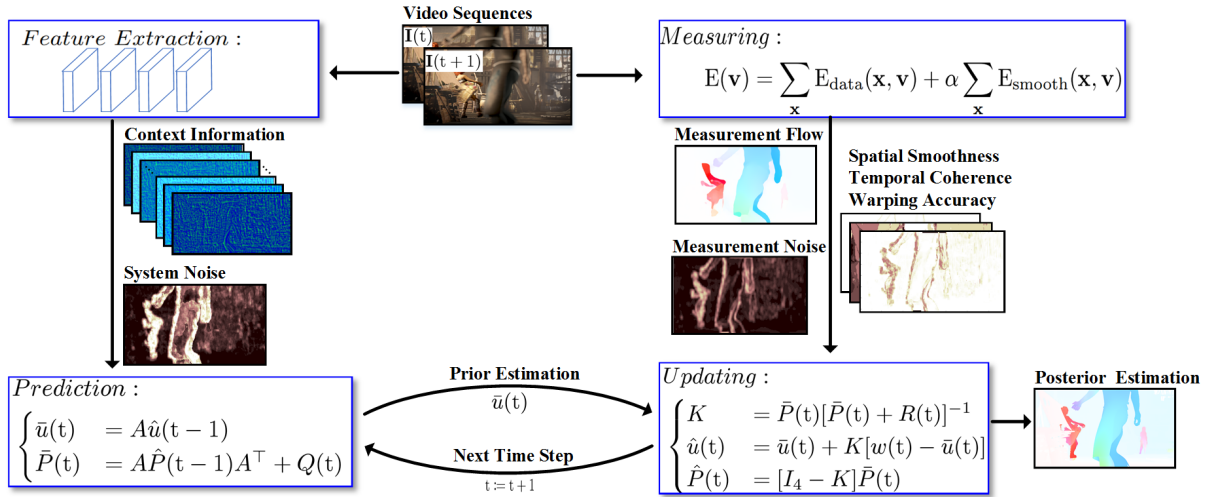 Video Sequences
I(t)
I(t+1)
Feature Extraction :
Measuring :
E(v) = ∑ₓ E_data(x, v) + α ∑ₓ E_smooth(x, v)
Context Information
System Noise
Measurement Flow
Measurement Noise
Spatial Smoothness
Temporal Coherence
Warping Accuracy
Prediction :
ū(t) = Aû(t−1)
P̄(t) = AP̂(t−1)A⊤ + Q(t)
Prior Estimation
ū(t)
Next Time Step
t:=t+1
Updating :
K = P̄(t)[P̄(t) + R(t)]⁻¹
û(t) = ū(t) + K[w(t) − ū(t)]
P̂(t) = [I₄ − K]P̄(t)
Posterior Estimation